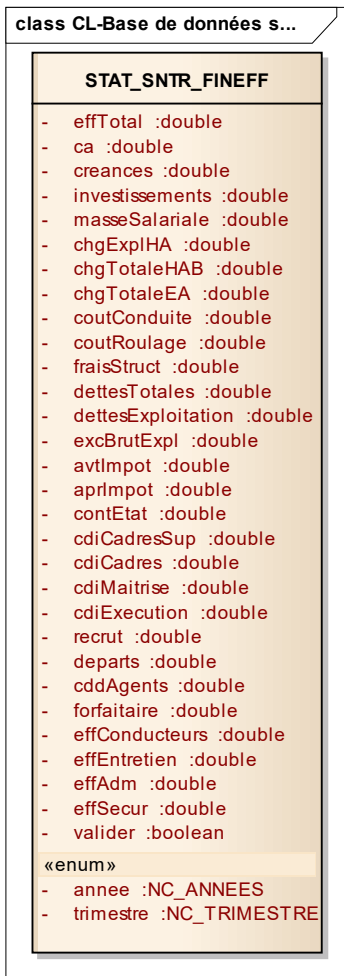 class CL-Base de données s...
STAT_SNTR_FINEFF
- effTotal :double
- ca :double
- creances :double
- investissements :double
- masseSalariale :double
- chgExplHA :double
- chgTotaleHAB :double
- chgTotaleEA :double
- coutConduite :double
- coutRoulage :double
- fraisStruct :double
- dettesTotales :double
- dettesExploitation :double
- excBrutExpl :double
- avtImpot :double
- aprImpot :double
- contEtat :double
- cdiCadresSup :double
- cdiCadres :double
- cdiMaitrise :double
- cdiExecution :double
- recrut :double
- departs :double
- cddAgents :double
- forfaitaire :double
- effConducteurs :double
- effEntretien :double
- effAdm :double
- effSecur :double
- valider :boolean
«enum»
- annee :NC_ANNEES
- trimestre :NC_TRIMESTRE